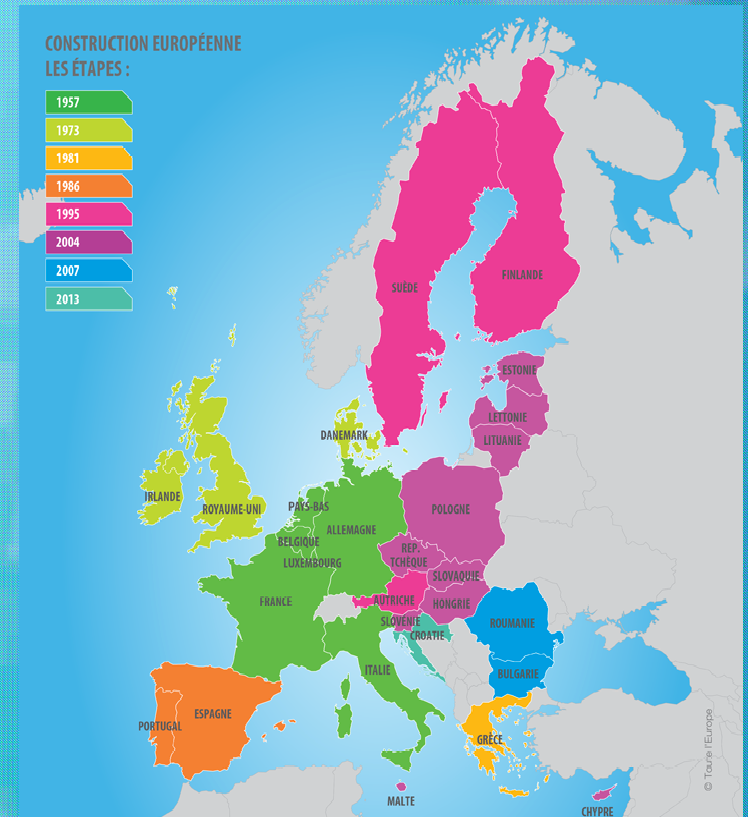 CONSTRUCTION EUROPÉENNE
LES ÉTAPES :
1957
1973
1981
1986
1995
2004
2007
2013
SUÈDE
FINLANDE
ESTONIE
LETTONIE
LITUANIE
DANEMARK
IRLANDE
ROYAUME-UNI
PAYS-BAS
BELGIQUE
LUXEMBOURG
ALLEMAGNE
POLOGNE
REP.
TCHÈQUE
SLOVAQUIE
FRANCE
AUTRICHE
HONGRIE
SLOVÉNIE
CROATIE
ROUMANIE
BULGARIE
ITALIE
ESPAGNE
PORTUGAL
GRÈCE
MALTE
CHYPRE
© Toute l'Europe